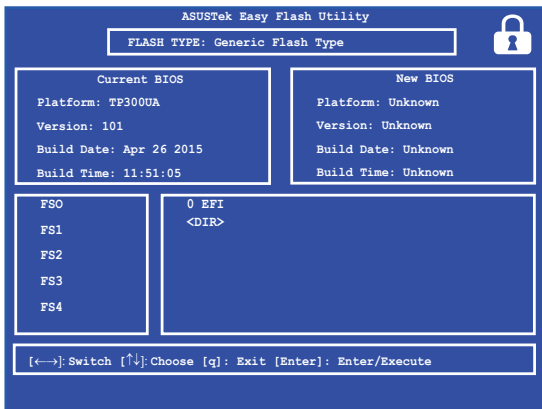 ASUSTek Easy Flash Utility
FLASH TYPE: Generic Flash Type
Current BIOS
Platform: TP300UA
Version: 101
Build Date: Apr 26 2015
Build Time: 11:51:05
New BIOS
Platform: Unknown
Version: Unknown
Build Date: Unknown
Build Time: Unknown
FSO
FS1
FS2
FS3
FS4
0 EFI
<DIR>
[←→]: Switch [↑↓]: Choose [q]: Exit [Enter]: Enter/Execute